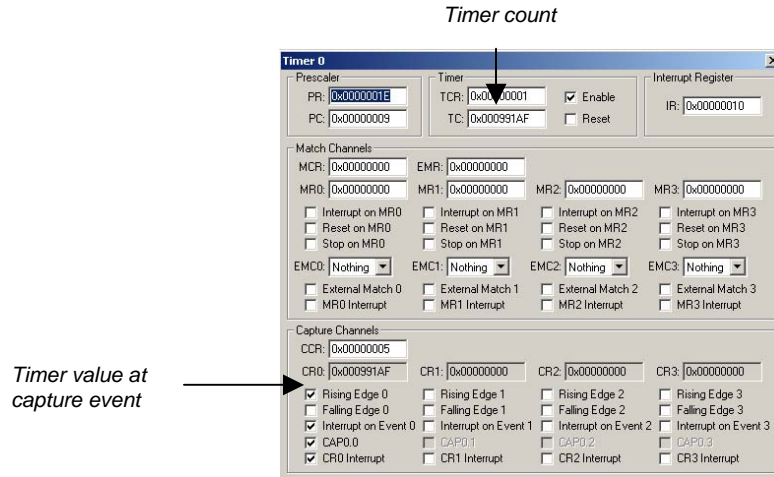 Timer count
Timer 0
Prescaler
PR: 0x0000001E
PC: 0x00000009
Timer
TCR: 0x00000001
Enable
TC: 0x000991AF
Reset
Interrupt Register
IR: 0x00000010
Match Channels
MCR: 0x00000000 EMR: 0x00000000
MR0: 0x00000000 MR1: 0x00000000 MR2: 0x00000000 MR3: 0x00000000
Interrupt on MR0 Interrupt on MR1 Interrupt on MR2 Interrupt on MR3
Reset on MR0 Reset on MR1 Reset on MR2 Reset on MR3
Stop on MR0 Stop on MR1 Stop on MR2 Stop on MR3
EMC0: Nothing EMC1: Nothing EMC2: Nothing EMC3: Nothing
External Match 0 External Match 1 External Match 2 External Match 3
MR0 Interrupt MR1 Interrupt MR2 Interrupt MR3 Interrupt
Capture Channels
CCR: 0x00000005
CR0: 0x000991AF CR1: 0x00000000 CR2: 0x00000000 CR3: 0x00000000
Rising Edge 0 Rising Edge 1 Rising Edge 2 Rising Edge 3
Falling Edge 0 Falling Edge 1 Falling Edge 2 Falling Edge 3
Interrupt on Event 0 Interrupt on Event 1 Interrupt on Event 2 Interrupt on Event 3
CAP0.0 CAP0.1 CAP0.2 CAP0.3
CR0 Interrupt CR1 Interrupt CR2 Interrupt CR3 Interrupt
Timer value at
capture event